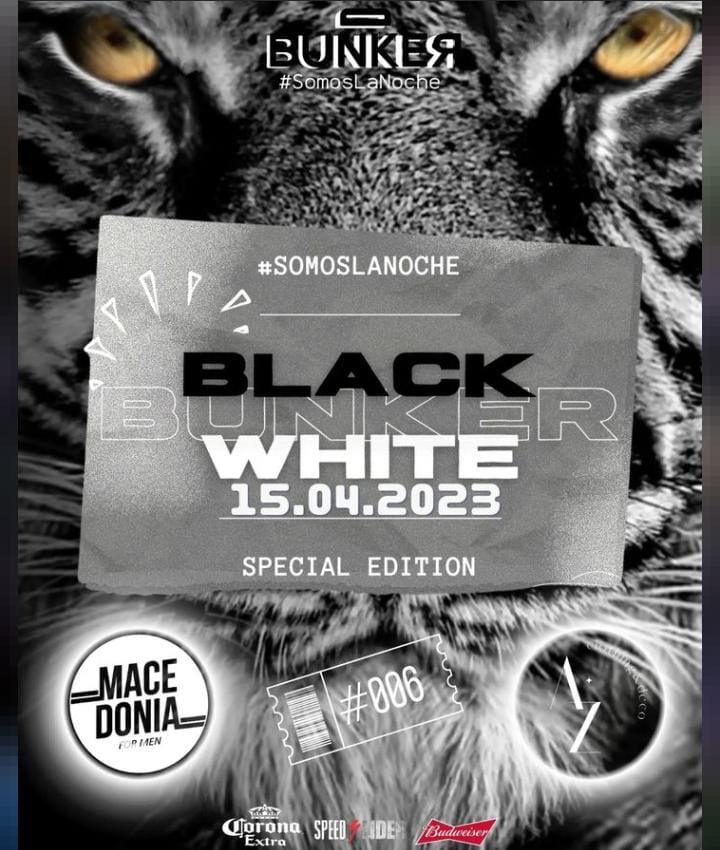 BUNKER
#SomosLaNoche
#SOMOSLANOCHE
BLACK
BUNKER
WHITE
15.04.2023
SPECIAL EDITION
MACE
DONIA
FOR MEN
#006
A Z
Corona
Extra
SPEED RIDER
Budweiser